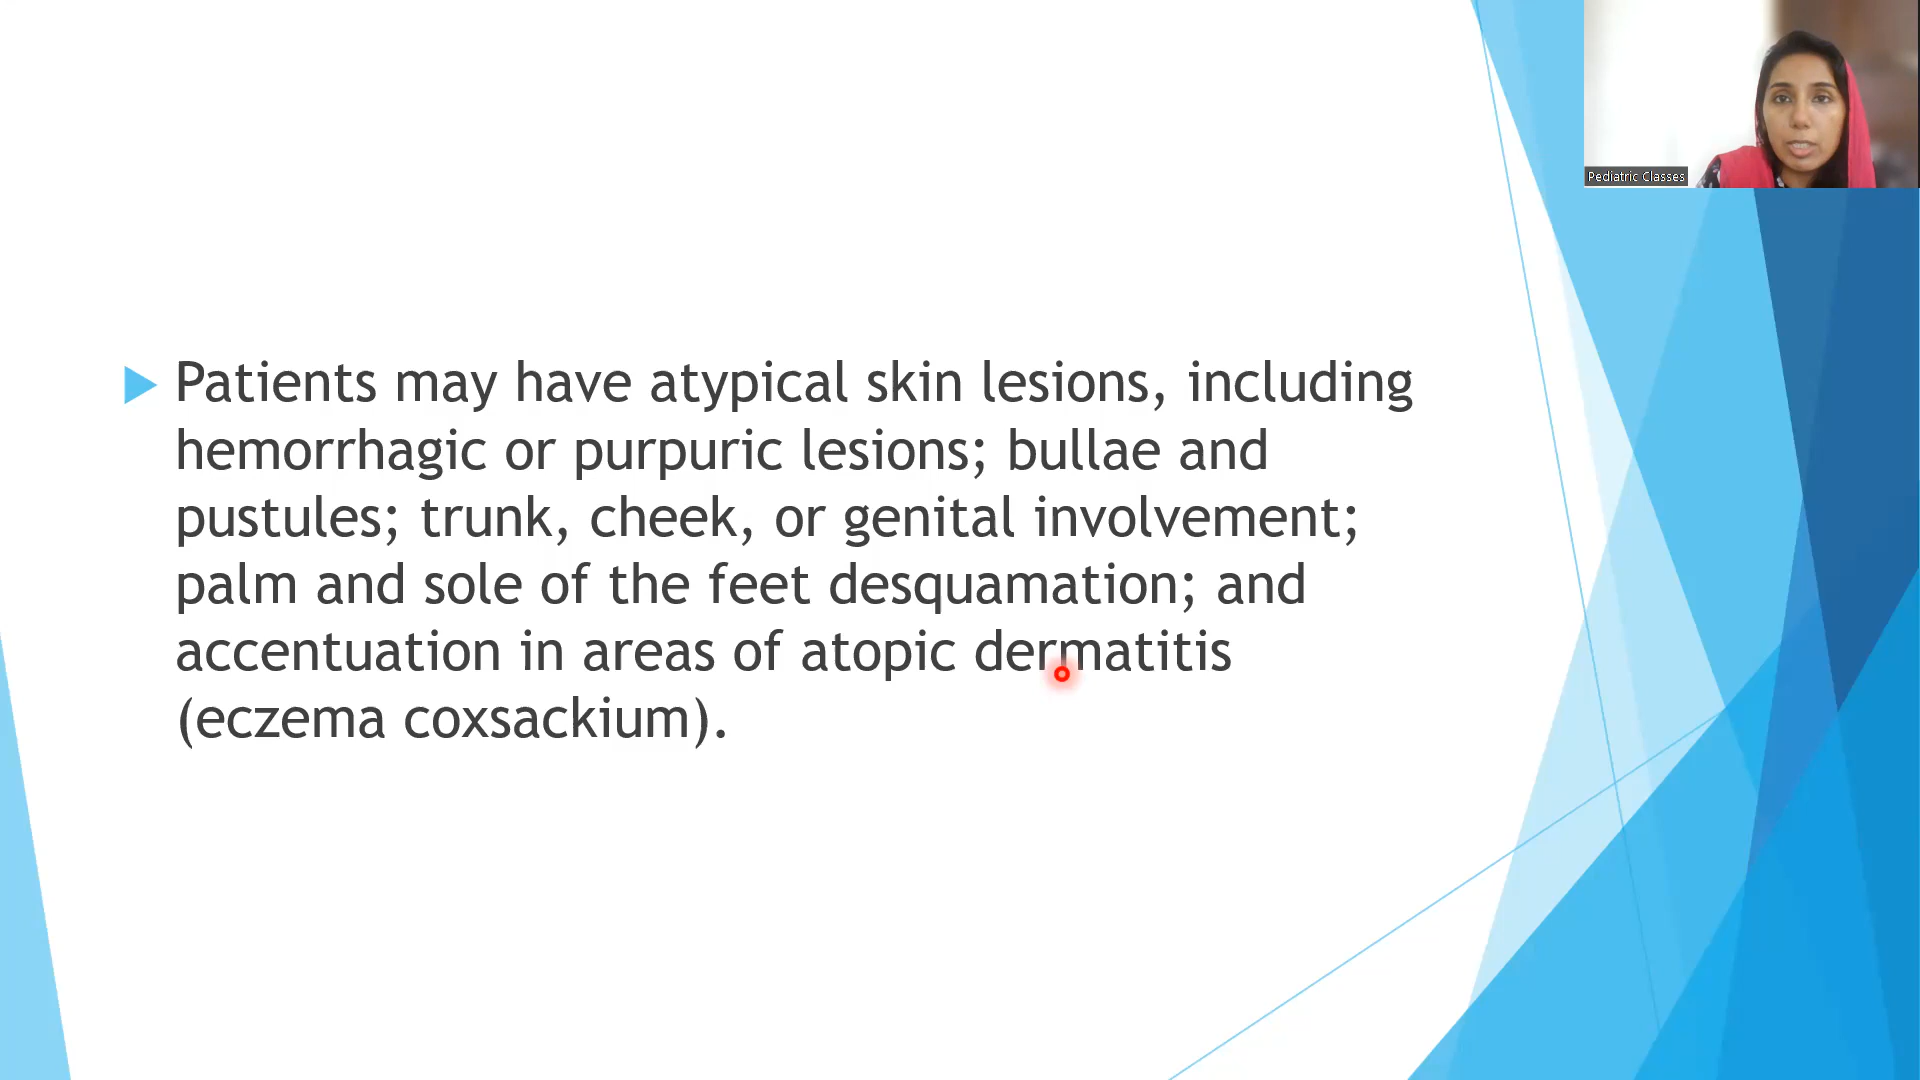 Pediatric Classes
Patients may have atypical skin lesions, including
hemorrhagic or purpuric lesions; bullae and
pustules; trunk, cheek, or genital involvement;
palm and sole of the feet desquamation; and
accentuation in areas of atopic dermatitis
(eczema coxsackium).